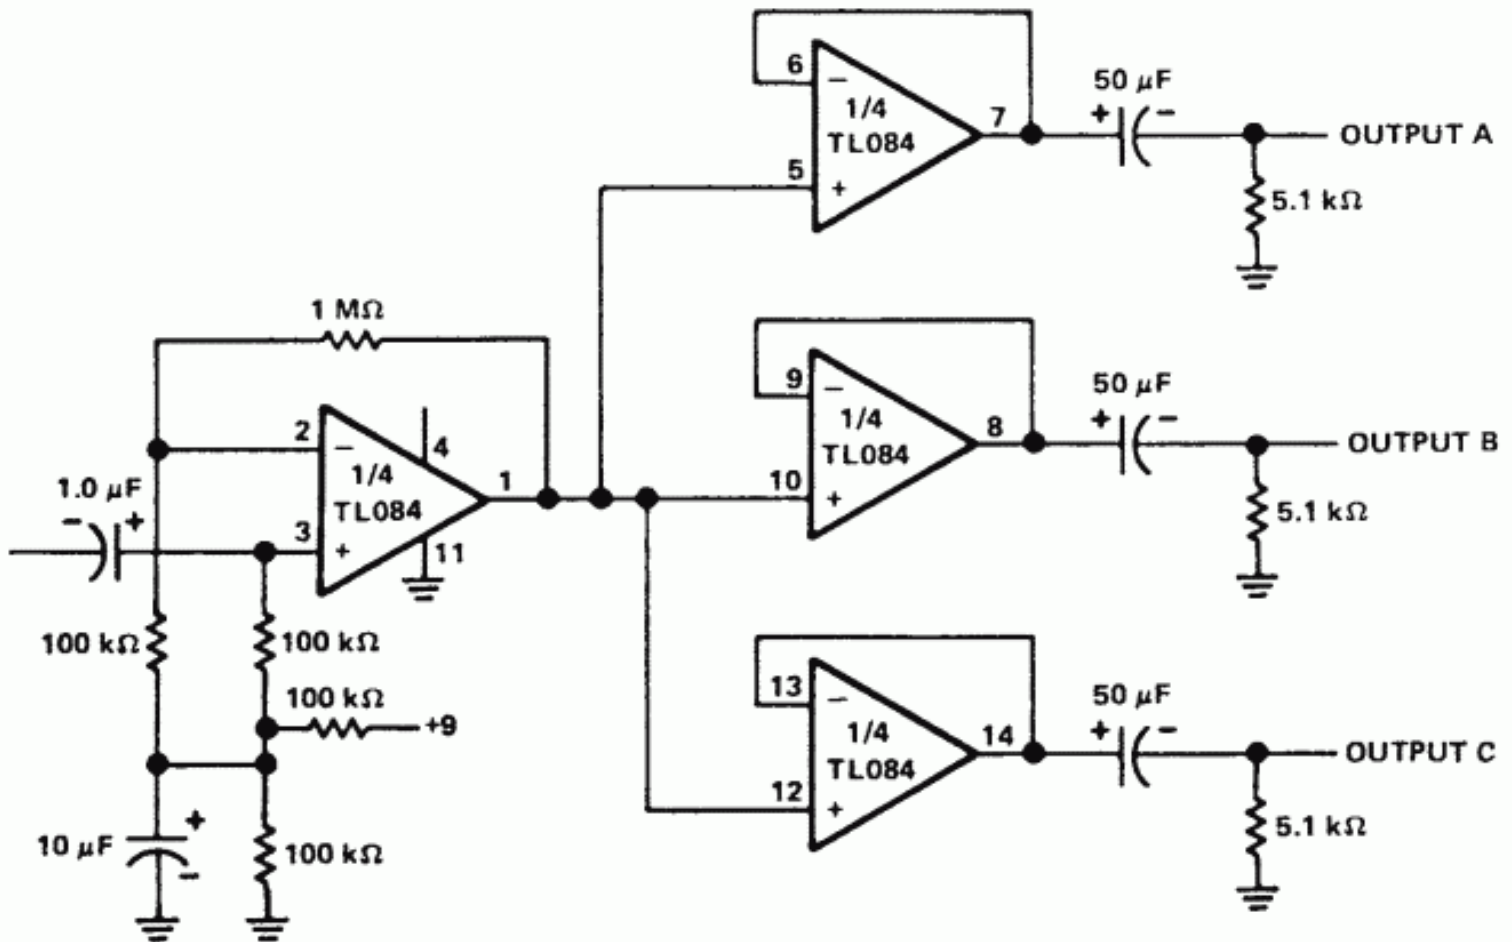 6
−
1/4
TL084
7
5
+
50 µF
+ −
OUTPUT A
5.1 kΩ
1 MΩ
2
−
4
1/4
TL084
1
3
+
11
1.0 µF
− +
100 kΩ
100 kΩ
100 kΩ
+9
10 µF
+
−
100 kΩ
9
−
1/4
TL084
8
10
+
50 µF
+ −
OUTPUT B
5.1 kΩ
13
−
1/4
TL084
14
12
+
50 µF
+ −
OUTPUT C
5.1 kΩ